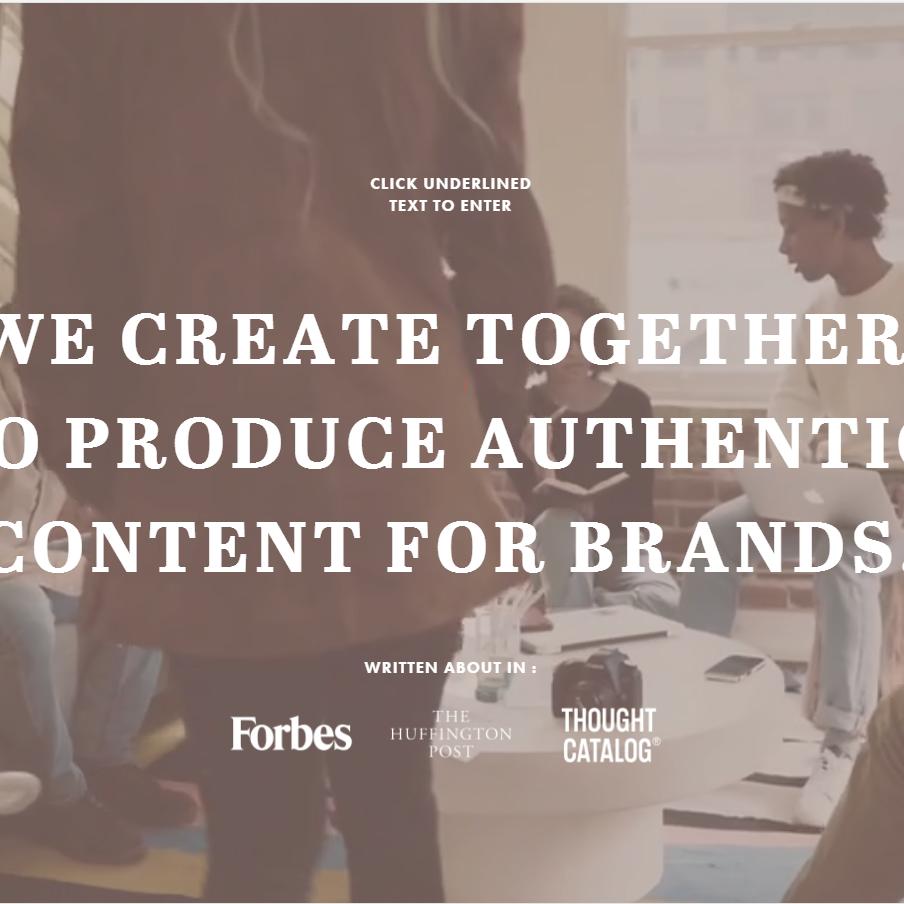 CLICK UNDERLINED
TEXT TO ENTER
WE CREATE TOGETHER
O PRODUCE AUTHENTIC
CONTENT FOR BRANDS.
WRITTEN ABOUT IN :
Forbes
THE
HUFFINGTON
POST
THOUGHT
CATALOG®